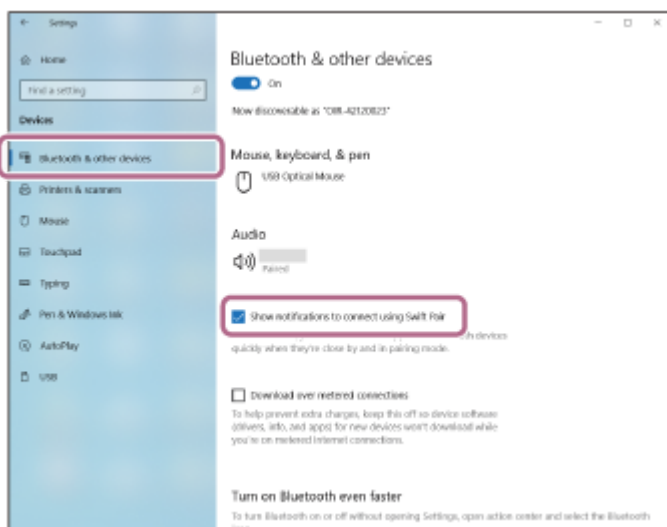 Settings
Home
Find a setting
Devices
Bluetooth & other devices
Printers & scanners
Mouse
Touchpad
Typing
Pen & Windows Ink
AutoPlay
USB
Bluetooth & other devices
On
Now discoverable as
Mouse, keyboard, & pen
USB Optical Mouse
Audio
Paired
Show notifications to connect using Swift Pair
devices
quickly when they're close by and in pairing mode.
Download over metered connections
To help prevent extra charges, keep this off so device software
(drivers, info, and apps) for new devices won't download while
you're on metered Internet connections.
Turn on Bluetooth even faster
To turn Bluetooth on or off without opening Settings, open action center and select the Bluetooth